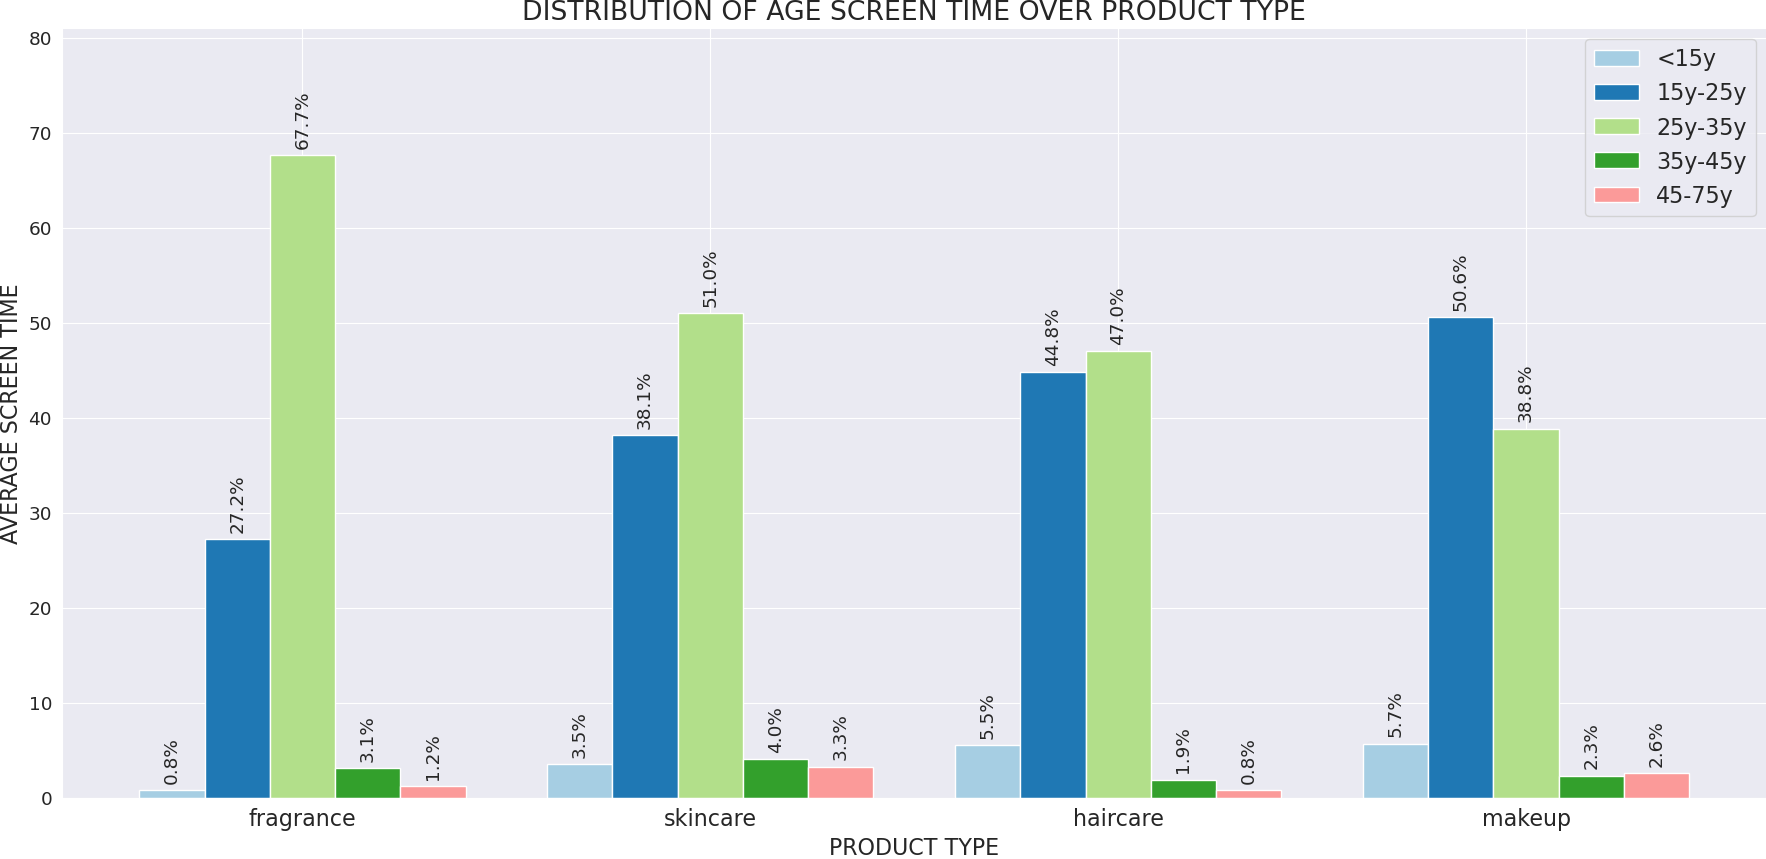 DISTRIBUTION OF AGE SCREEN TIME OVER PRODUCT TYPE
AVERAGE SCREEN TIME
80
70
60
50
40
30
20
10
0
<15y
15y-25y
25y-35y
35y-45y
45-75y
0.8%
27.2%
67.7%
3.1%
1.2%
3.5%
38.1%
51.0%
4.0%
3.3%
5.5%
44.8%
47.0%
1.9%
0.8%
5.7%
50.6%
38.8%
2.3%
2.6%
fragrance
skincare
haircare
makeup
PRODUCT TYPE